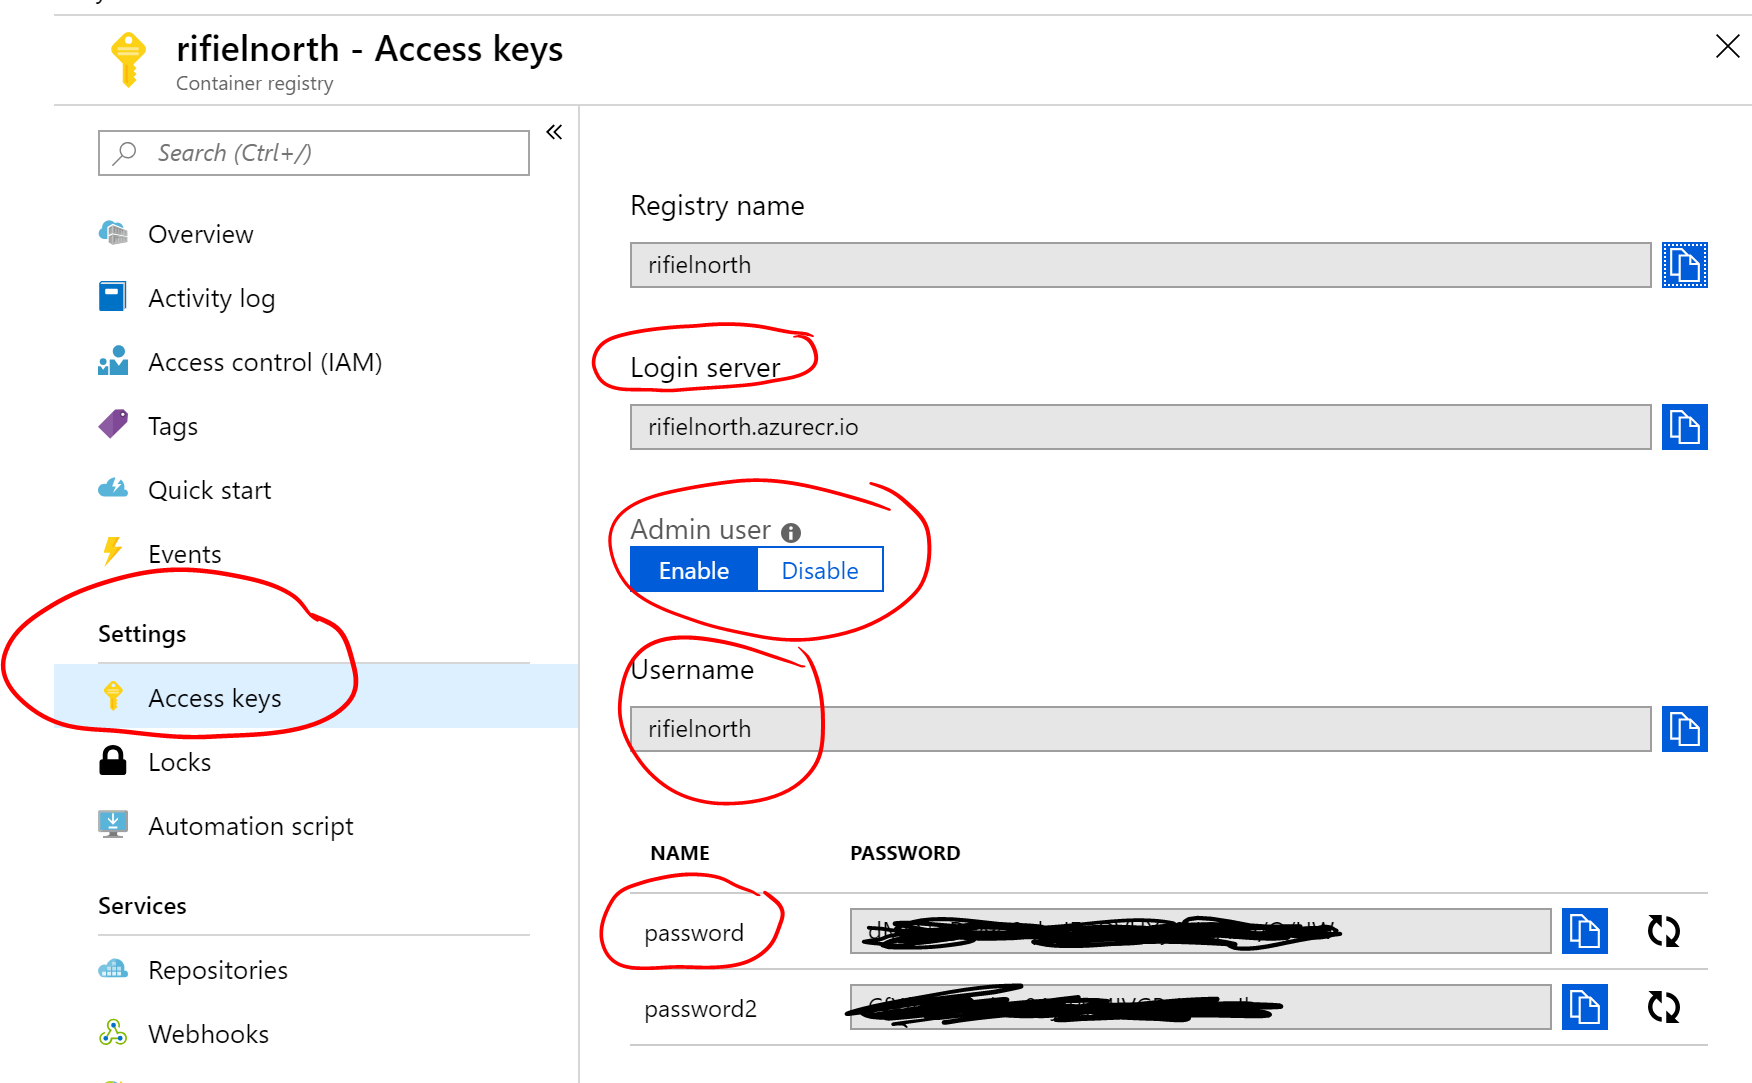 rifielnorth - Access keys
Container registry
Search (Ctrl+/)
Overview
Activity log
Access control (IAM)
Tags
Quick start
Events
Settings
Access keys
Locks
Automation script
Services
Repositories
Webhooks
Registry name
rifielnorth
Login server
rifielnorth.azurecr.io
Admin user
Enable Disable
Username
rifielnorth
NAME PASSWORD
password
password2